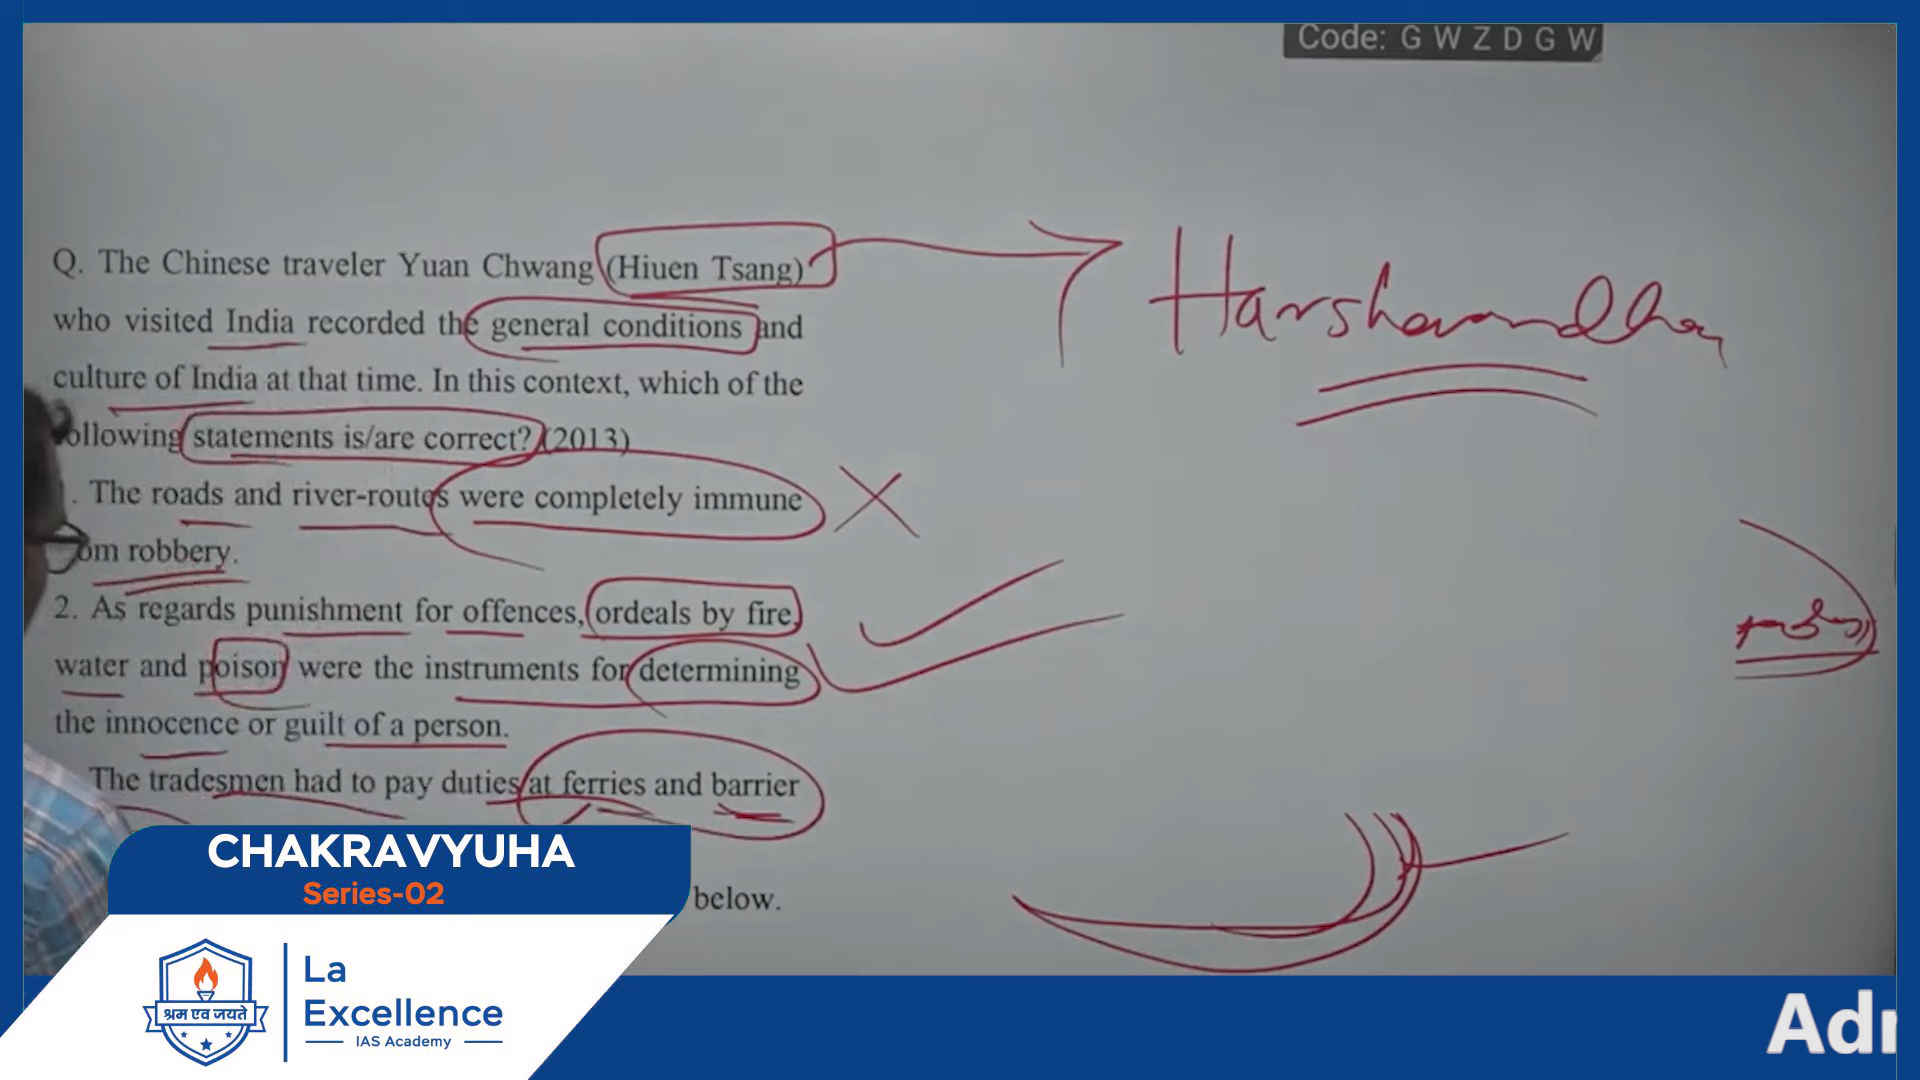 Code: G W Z D G W
Q. The Chinese traveler Yuan Chwang (Hiuen Tsang)
who visited India recorded the general conditions and
culture of India at that time. In this context, which of the
following statements is/are correct? (2013)
. The roads and river-routes were completely immune
om robbery.
2. As regards punishment for offences, ordeals by fire,
water and poison were the instruments for determining
the innocence or guilt of a person.
The tradesmen had to pay duties at ferries and barrier
below.
CHAKRAVYUHA
Series-02
श्रम एव जयते
La
Excellence
IAS Academy
Adr